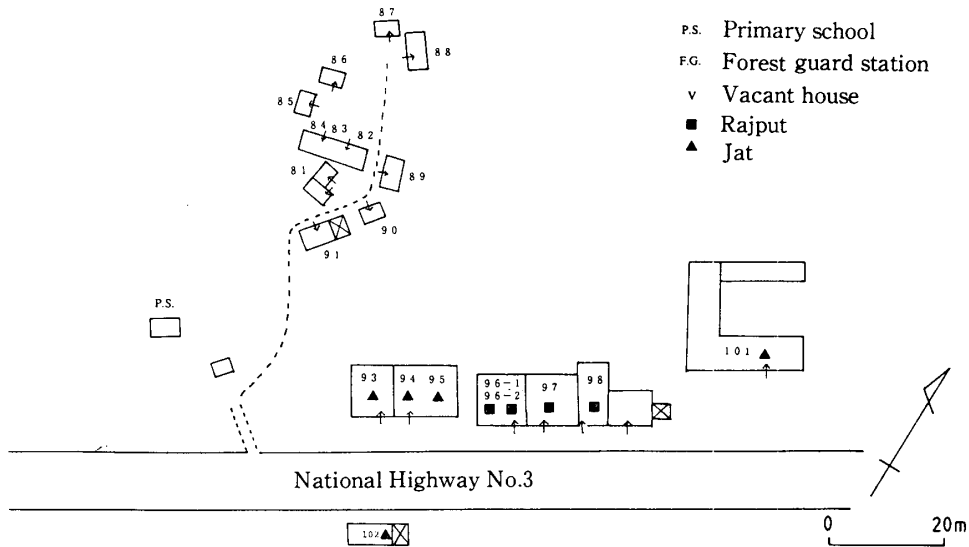 P.S. Primary school
F.G. Forest guard station
v Vacant house
Rajput
Jat
87
88
86
85
84 83 82
81
89
90
91
P.S.
93 94 95
96-1
96-2
97
98
101
National Highway No.3
102
0 20m